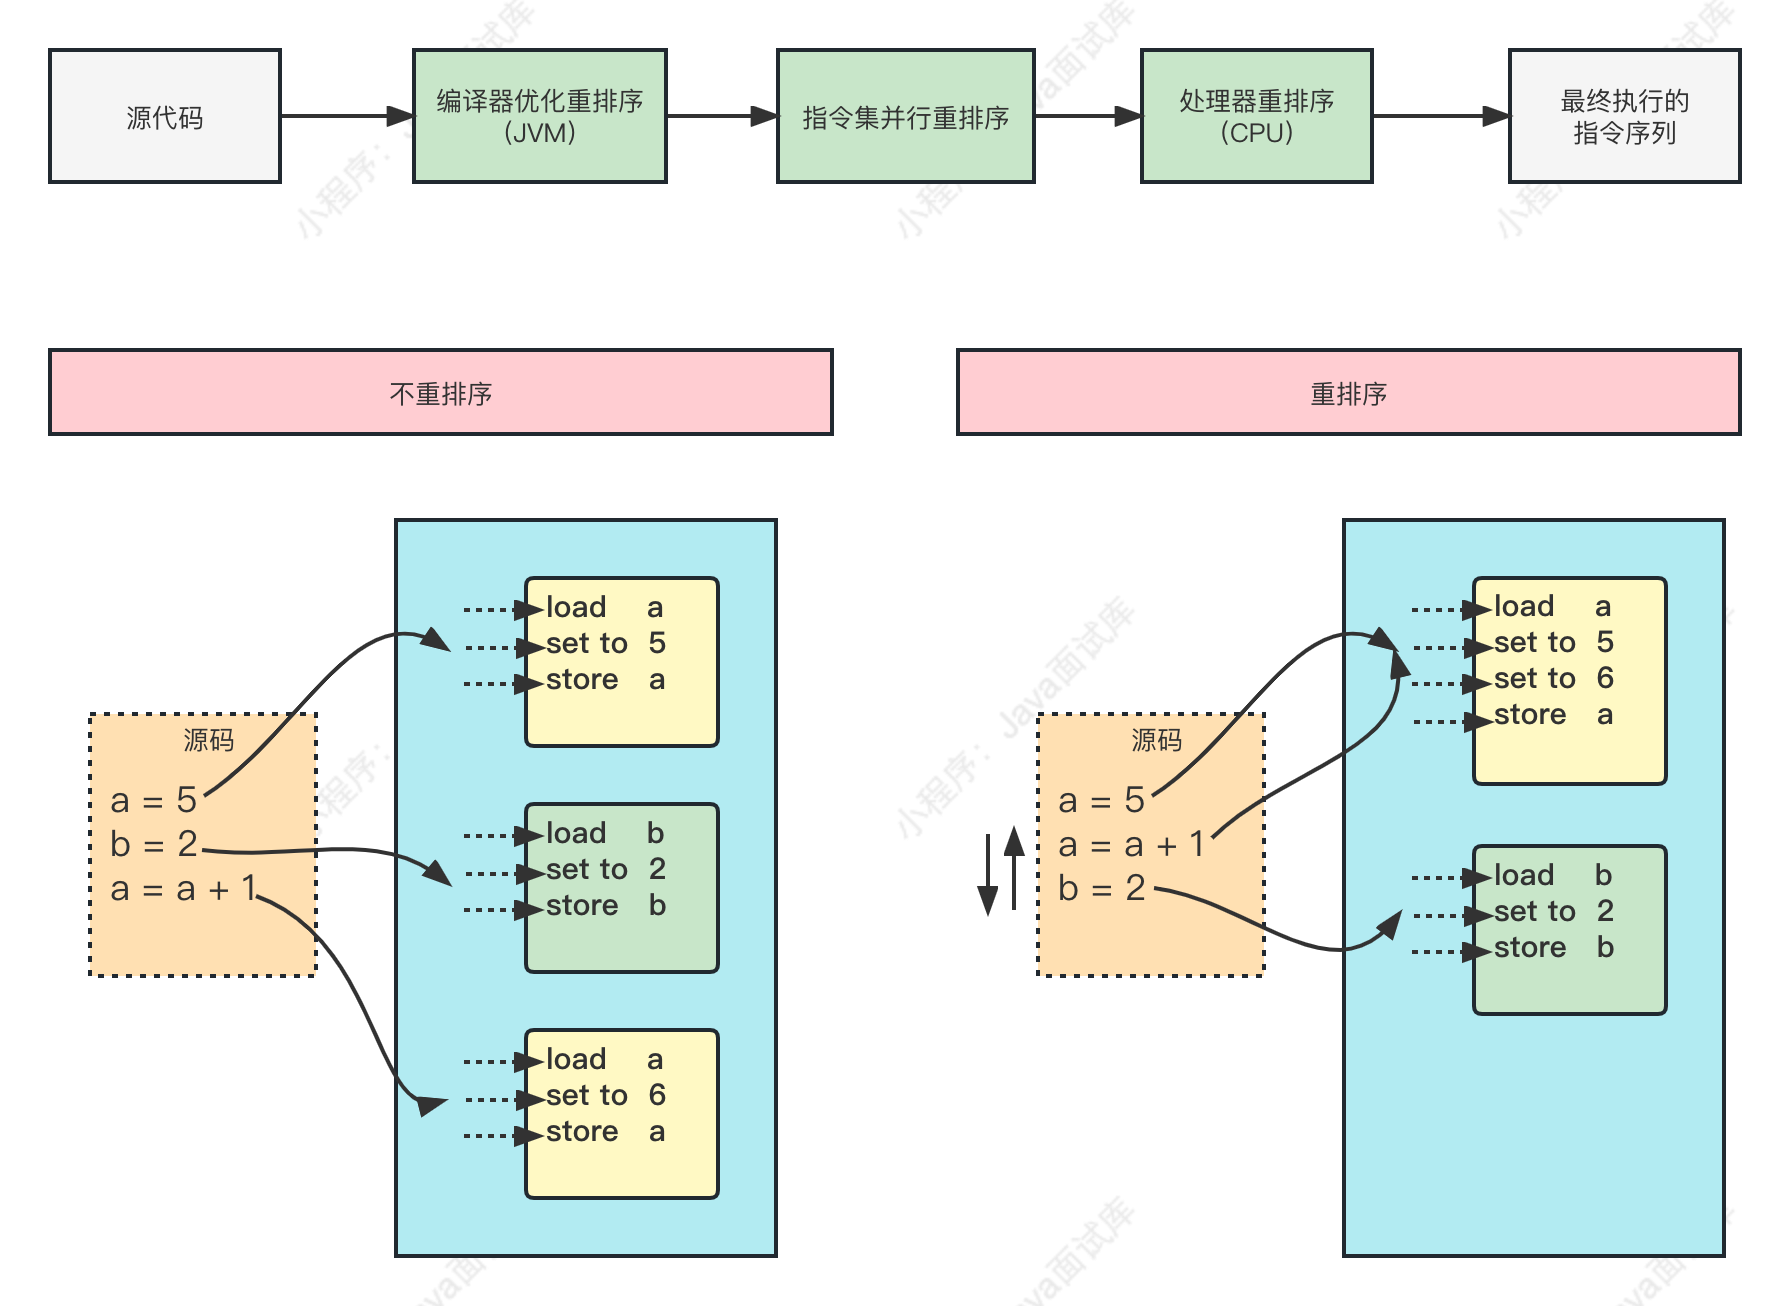 源代码
编译器优化重排序
(JVM)
指令集并行重排序
处理器重排序
(CPU)
最终执行的
指令序列
不重排序
重排序
源码
a = 5
b = 2
a = a + 1
load a
set to 5
store a
load b
set to 2
store b
load a
set to 6
store a
源码
a = 5
a = a + 1
b = 2
load a
set to 5
set to 6
store a
load b
set to 2
store b
小程序：Java面试库